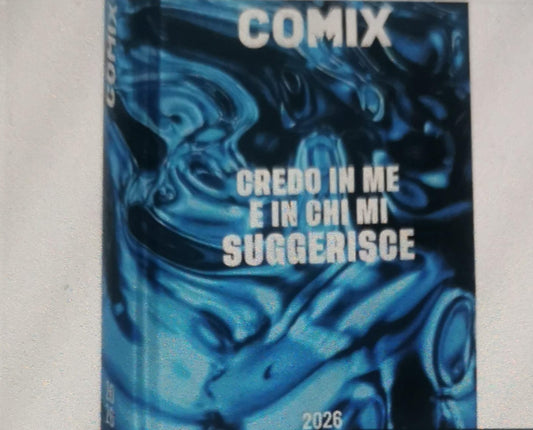 COMIX
COMIX
CREDO IN ME
E IN CHI MI
SUGGERISCE
2026